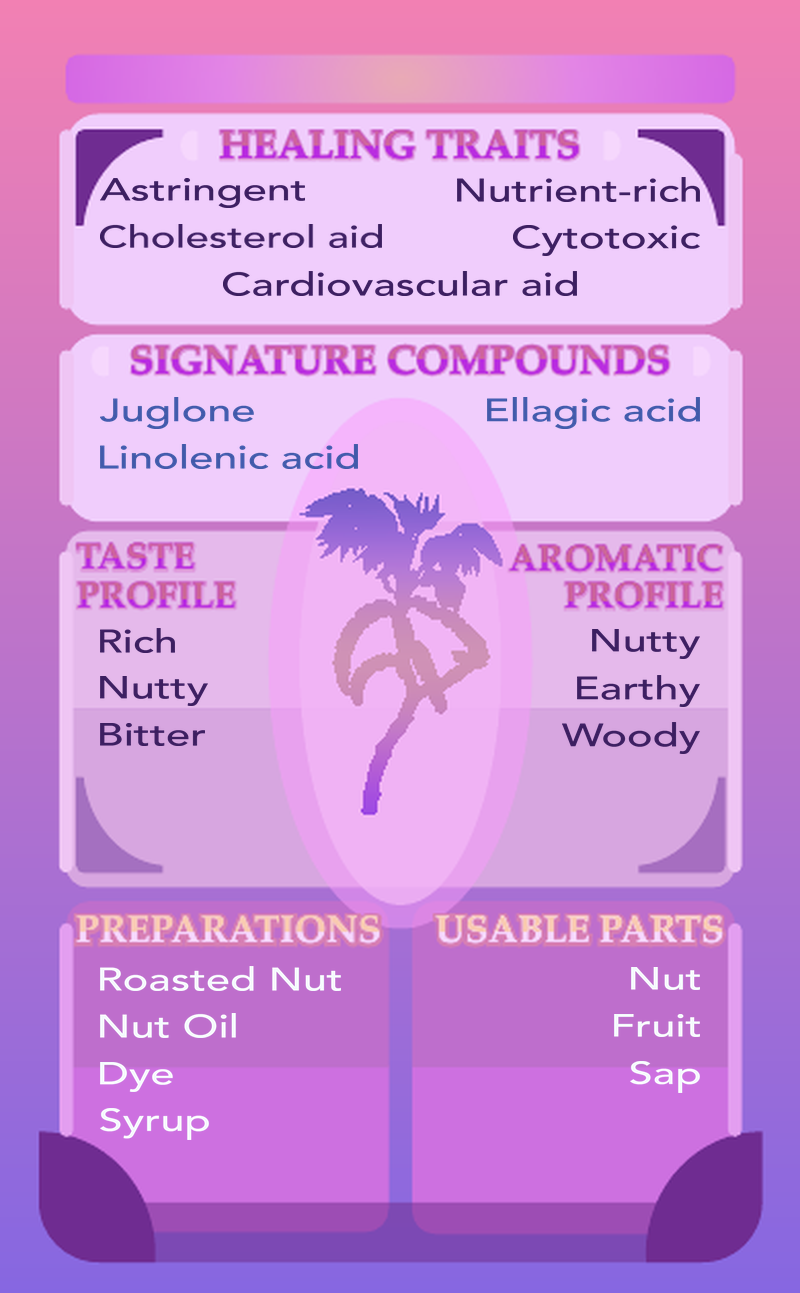 HEALING TRAITS
Astringent Nutrient-rich
Cholesterol aid Cytotoxic
Cardiovascular aid
SIGNATURE COMPOUNDS
Juglone Ellagic acid
Linolenic acid
TASTE
PROFILE
Rich
Nutty
Bitter
AROMATIC
PROFILE
Nutty
Earthy
Woody
PREPARATIONS
Roasted Nut
Nut Oil
Dye
Syrup
USABLE PARTS
Nut
Fruit
Sap